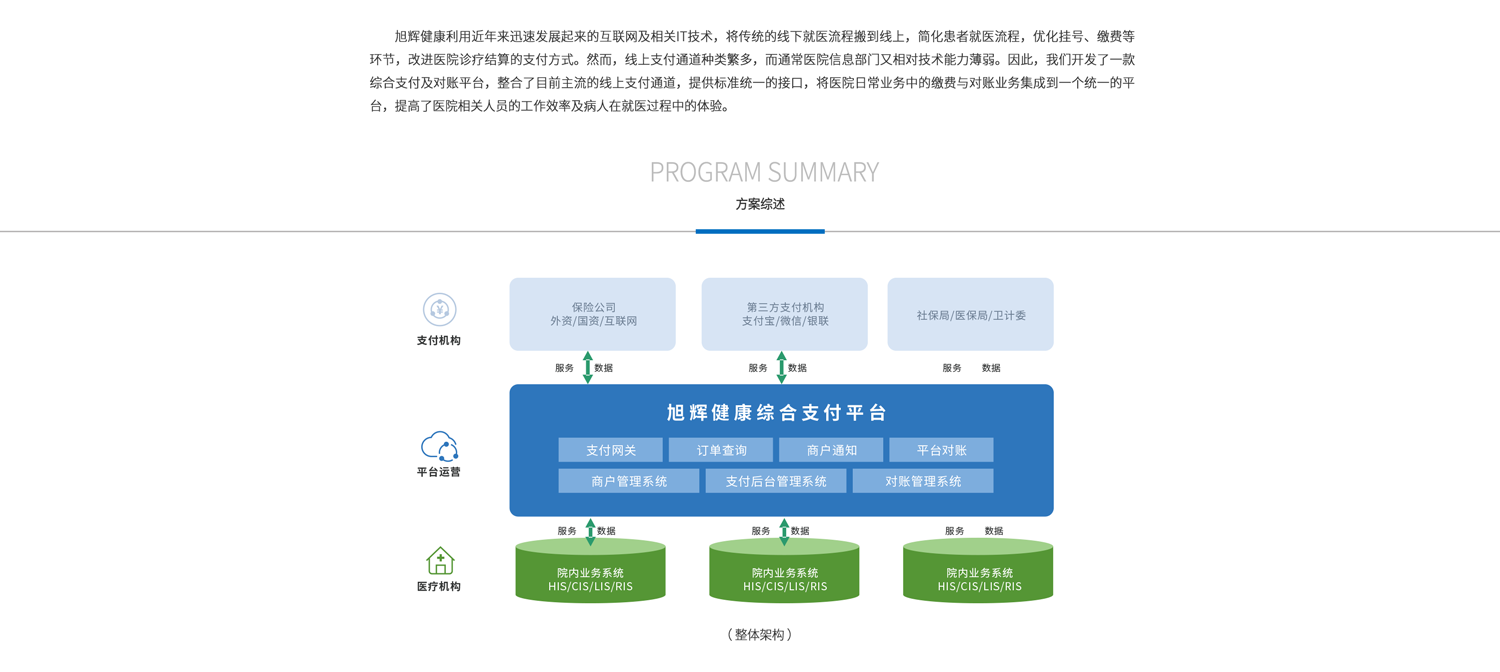 旭辉健康利用近年来迅速发展起来的互联网及相关IT技术，将传统的线下就医流程搬到线上，简化患者就医流程，优化挂号、缴费等
环节，改进医院诊疗结算的支付方式。然而，线上支付通道种类繁多，而通常医院信息部门又相对技术能力薄弱。因此，我们开发了一款
综合支付及对账平台，整合了目前主流的线上支付通道，提供标准统一的接口，将医院日常业务中的缴费与对账业务集成到一个统一的平
台，提高了医院相关人员的工作效率及病人在就医过程中的体验。
PROGRAM SUMMARY
方案综述
支付机构
保险公司
外资/国资/互联网
第三方支付机构
支付宝/微信/银联
社保局/医保局/卫计委
服务 数据
服务 数据
服务 数据
平台运营
旭辉健康综合支付平台
支付网关 订单查询 商户通知 平台对账
商户管理系统 支付后台管理系统 对账管理系统
服务 数据
服务 数据
服务 数据
医疗机构
院内业务系统
HIS/CIS/LIS/RIS
院内业务系统
HIS/CIS/LIS/RIS
院内业务系统
HIS/CIS/LIS/RIS
（整体架构）